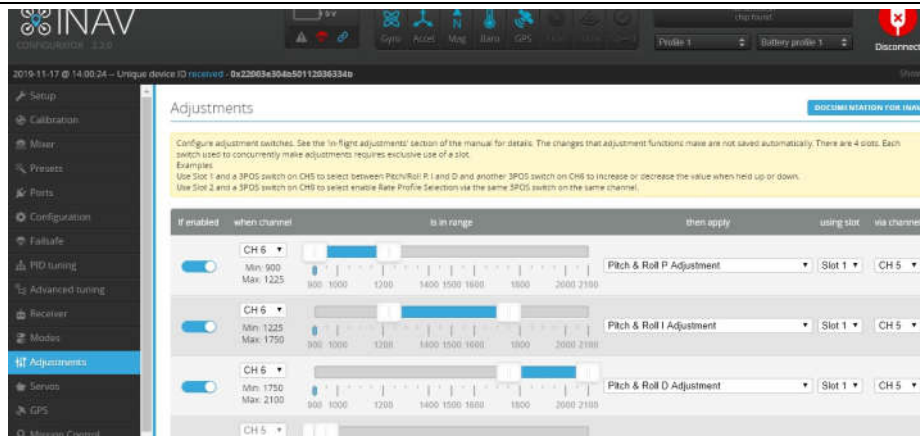 INAV
CONFIGURATOR 2.2.0
5 V
Gyro Accel Mag Baro GPS
chip found.
Profile 1
Battery profile 1
Disconnect
2019-11-17 @ 14:00:24 -- Unique device ID received - 0x22003e304a5011203633 4b
Setup
Calibration
Mixer
Presets
Ports
Configuration
Failsafe
PID tuning
Advanced tuning
Receiver
Modes
Adjustments
Servos
GPS
Mission Control
Adjustments
DOCUMENTATION FOR INAV
Configure adjustment switches. See the 'in-flight adjustments' section of the manual for details. The changes that adjustment functions make are not saved automatically. There are 4 slots. Each
switch used to concurrently make adjustments requires exclusive use of a slot.
Examples
Use Slot 1 and a 3POS switch on CH5 to select between Pitch/Roll P, I and D and another 3POS switch on CH6 to increase or decrease the value when held up or down.
Use Slot 2 and a 3POS switch on CH8 to select enable Rate Profile Selection via the same 3POS switch on the same channel.
If enabled when channel is in range then apply using slot via channel
CH 6
Min: 900
Max: 1225
900 1000 1200 1400 1500 1600 1800 2000 2100
Pitch & Roll P Adjustment Slot 1 CH 5
CH 6
Min: 1225
Max: 1750
900 1000 1200 1400 1500 1600 1800 2000 2100
Pitch & Roll I Adjustment Slot 1 CH 5
CH 6
Min: 1750
Max: 2100
900 1000 1200 1400 1500 1600 1800 2000 2100
Pitch & Roll D Adjustment Slot 1 CH 5
CH 5